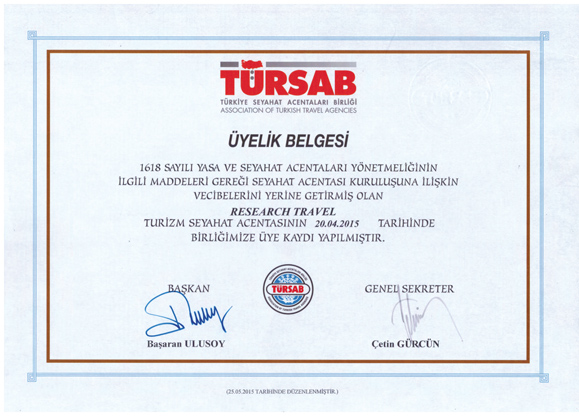 TÜRSAB
TÜRKİYE SEYAHAT ACENTALARI BİRLİĞİ
ASSOCIATION OF TURKISH TRAVEL AGENCIES
ÜYELİK BELGESİ
1618 SAYILI YASA VE SEYAHAT ACENTALARI YÖNETMELİĞİNİN
İLGİLİ MADDELERİ GEREĞİ SEYAHAT ACENTASI KURULUŞUNA İLİŞKİN
VECİBELERİNİ YERİNE GETİRMİŞ OLAN
RESEARCH TRAVEL
TURİZM SEYAHAT ACENTASININ 20.04.2015 TARİHİNDE
BİRLİĞİMİZE ÜYE KAYDI YAPILMIŞTIR.
BAŞKAN
GENEL SEKRETER
TÜRSAB
Başaran ULUSOY
Çetin GÜRCÜN
(25.05.2015 TARİHİNDE DÜZENLENMİŞTİR.)